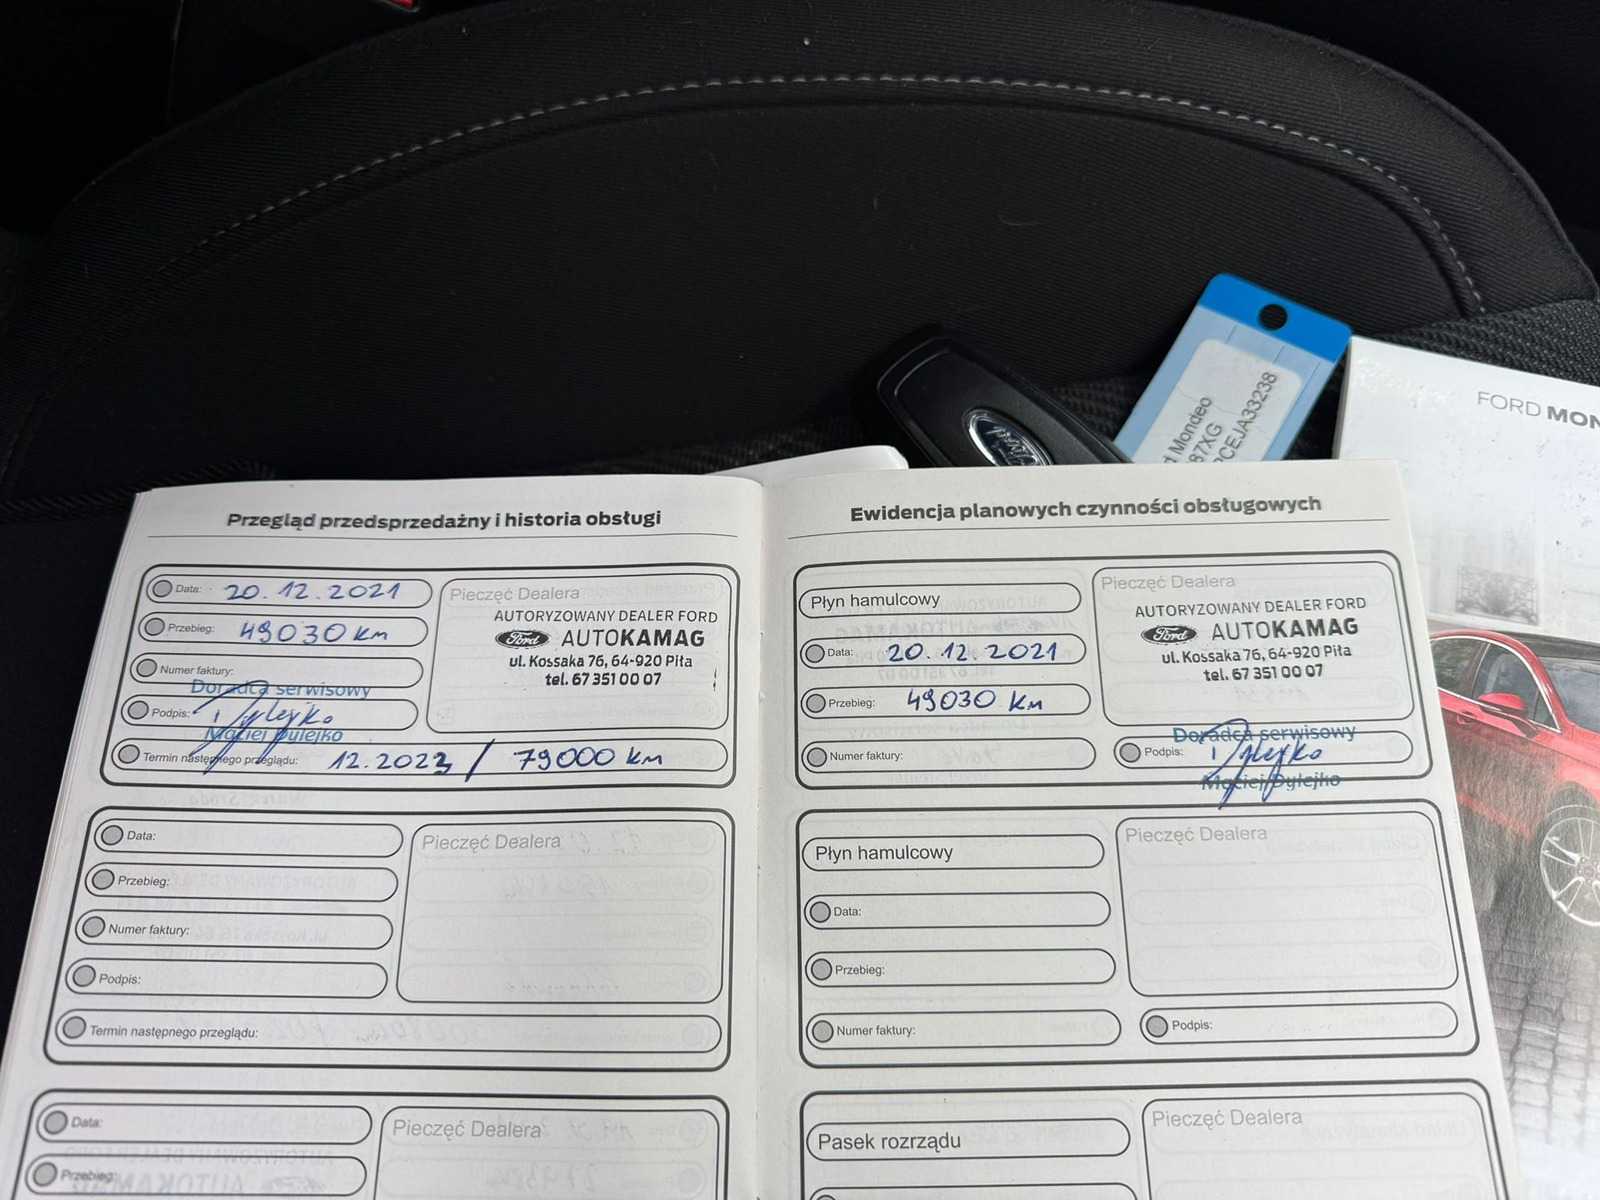 Ford Mondeo
87XG
PCEJA33238
FORD MON
Przegląd przedsprzedażny i historia obsługi
Data: 20.12.2021
Przebieg: 49030 km
Numer faktury:
Doradca serwisowy
Podpis:
Maciej Dylejko
Termin następnego przeglądu: 12.2023 / 79000 km
Pieczęć Dealera
AUTORYZOWANY DEALER FORD
Ford AUTOKAMAG
ul. Kossaka 76, 64-920 Piła
tel. 67 351 00 07
Data:
Przebieg:
Numer faktury:
Podpis:
Termin następnego przeglądu:
Pieczęć Dealera
Data:
Przebieg:
Pieczęć Dealera
Ewidencja planowych czynności obsługowych
Płyn hamulcowy
Data: 20.12.2021
Przebieg: 49030 km
Numer faktury:
Pieczęć Dealera
AUTORYZOWANY DEALER FORD
Ford AUTOKAMAG
ul. Kossaka 76, 64-920 Piła
tel. 67 351 00 07
Doradca serwisowy
Podpis:
Maciej Dylejko
Płyn hamulcowy
Data:
Przebieg:
Numer faktury:
Pieczęć Dealera
Podpis:
Pasek rozrządu
Pieczęć Dealera